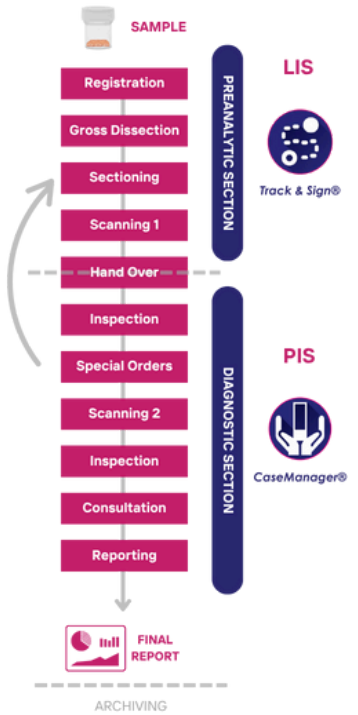 SAMPLE
Registration
Gross Dissection
Sectioning
Scanning 1
Hand Over
Inspection
Special Orders
Scanning 2
Inspection
Consultation
Reporting
FINAL
REPORT
ARCHIVING
PREANALYTIC SECTION
DIAGNOSTIC SECTION
LIS
Track & Sign®
PIS
CaseManager®